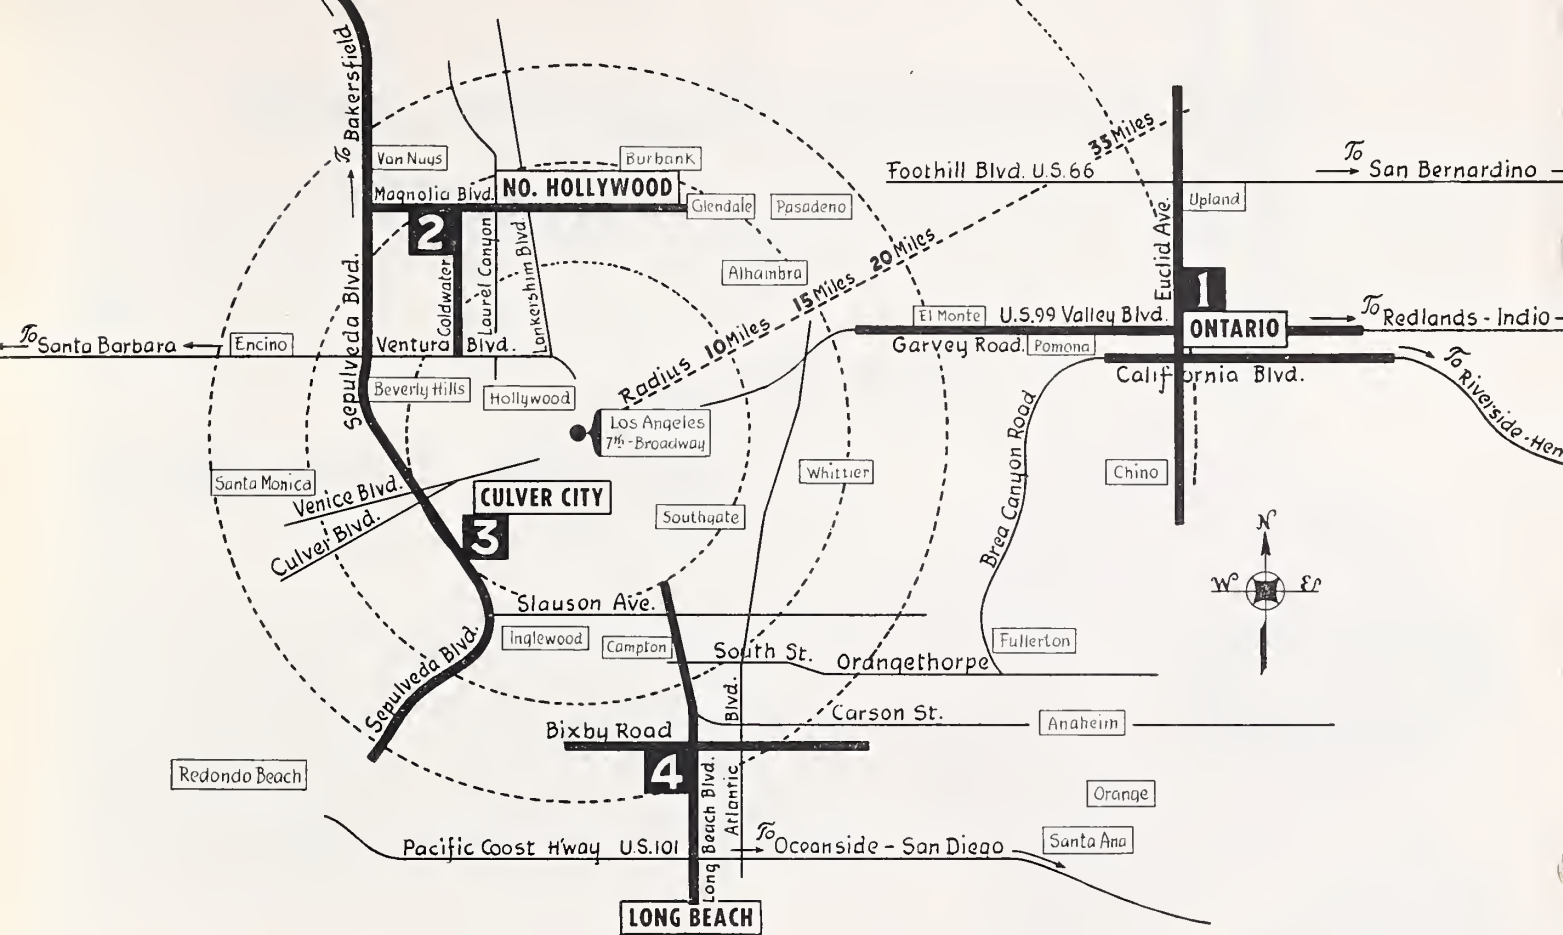 To Bakersfield
Van Nuys
Burbank
Magnolia Blvd.
NO. HOLLYWOOD
Glendale
Pasadeno
2
Coldwater
Laurel Canyon
Lankershim Blvd.
Alhambra
Sepulveda Blvd.
To Santa Barbara
Encino
Ventura Blvd.
Beverly Hills
Hollywood
Radius 10 Miles 15 Miles 20 Miles 35 Miles
Foothill Blvd. U.S. 66
To San Bernardino
Upland
Euclid Ave.
1
El Monte
U.S.99 Valley Blvd.
ONTARIO
To Redlands - Indio -
Garvey Road.
Pomona
California Blvd.
To Riverside - Hem
Los Angeles
7th - Broadway
Santa Monica
Venice Blvd.
Culver Blvd.
CULVER CITY
3
Whittier
Southgate
Brea Canyon Road
Chino
N
W
E
Slauson Ave.
Inglewood
Campton
South St.
Orangethorpe
Fullerton
Sepulveda Blvd.
Bixby Road
Carson St.
Anaheim
4
Redondo Beach
Long Beach Blvd.
Atlantic Blvd.
Orange
Santa Ana
Pacific Coast H'way U.S.101
To Oceanside - San Diego
LONG BEACH